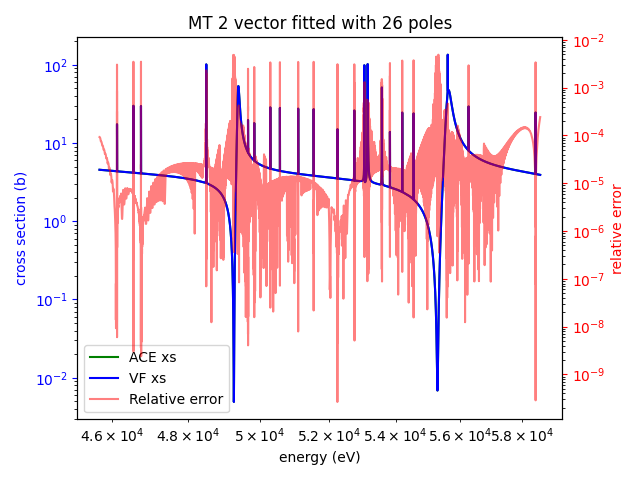 MT 2 vector fitted with 26 poles
10² 10¹ 10⁰ 10⁻¹ 10⁻²
cross section (b)
10⁻² 10⁻³ 10⁻⁴ 10⁻⁵ 10⁻⁶ 10⁻⁷ 10⁻⁸ 10⁻⁹
relative error
ACE xs
VF xs
Relative error
4.6 × 10⁴ 4.8 × 10⁴ 5 × 10⁴ 5.2 × 10⁴ 5.4 × 10⁴ 5.6 × 10⁴ 5.8 × 10⁴
energy (eV)